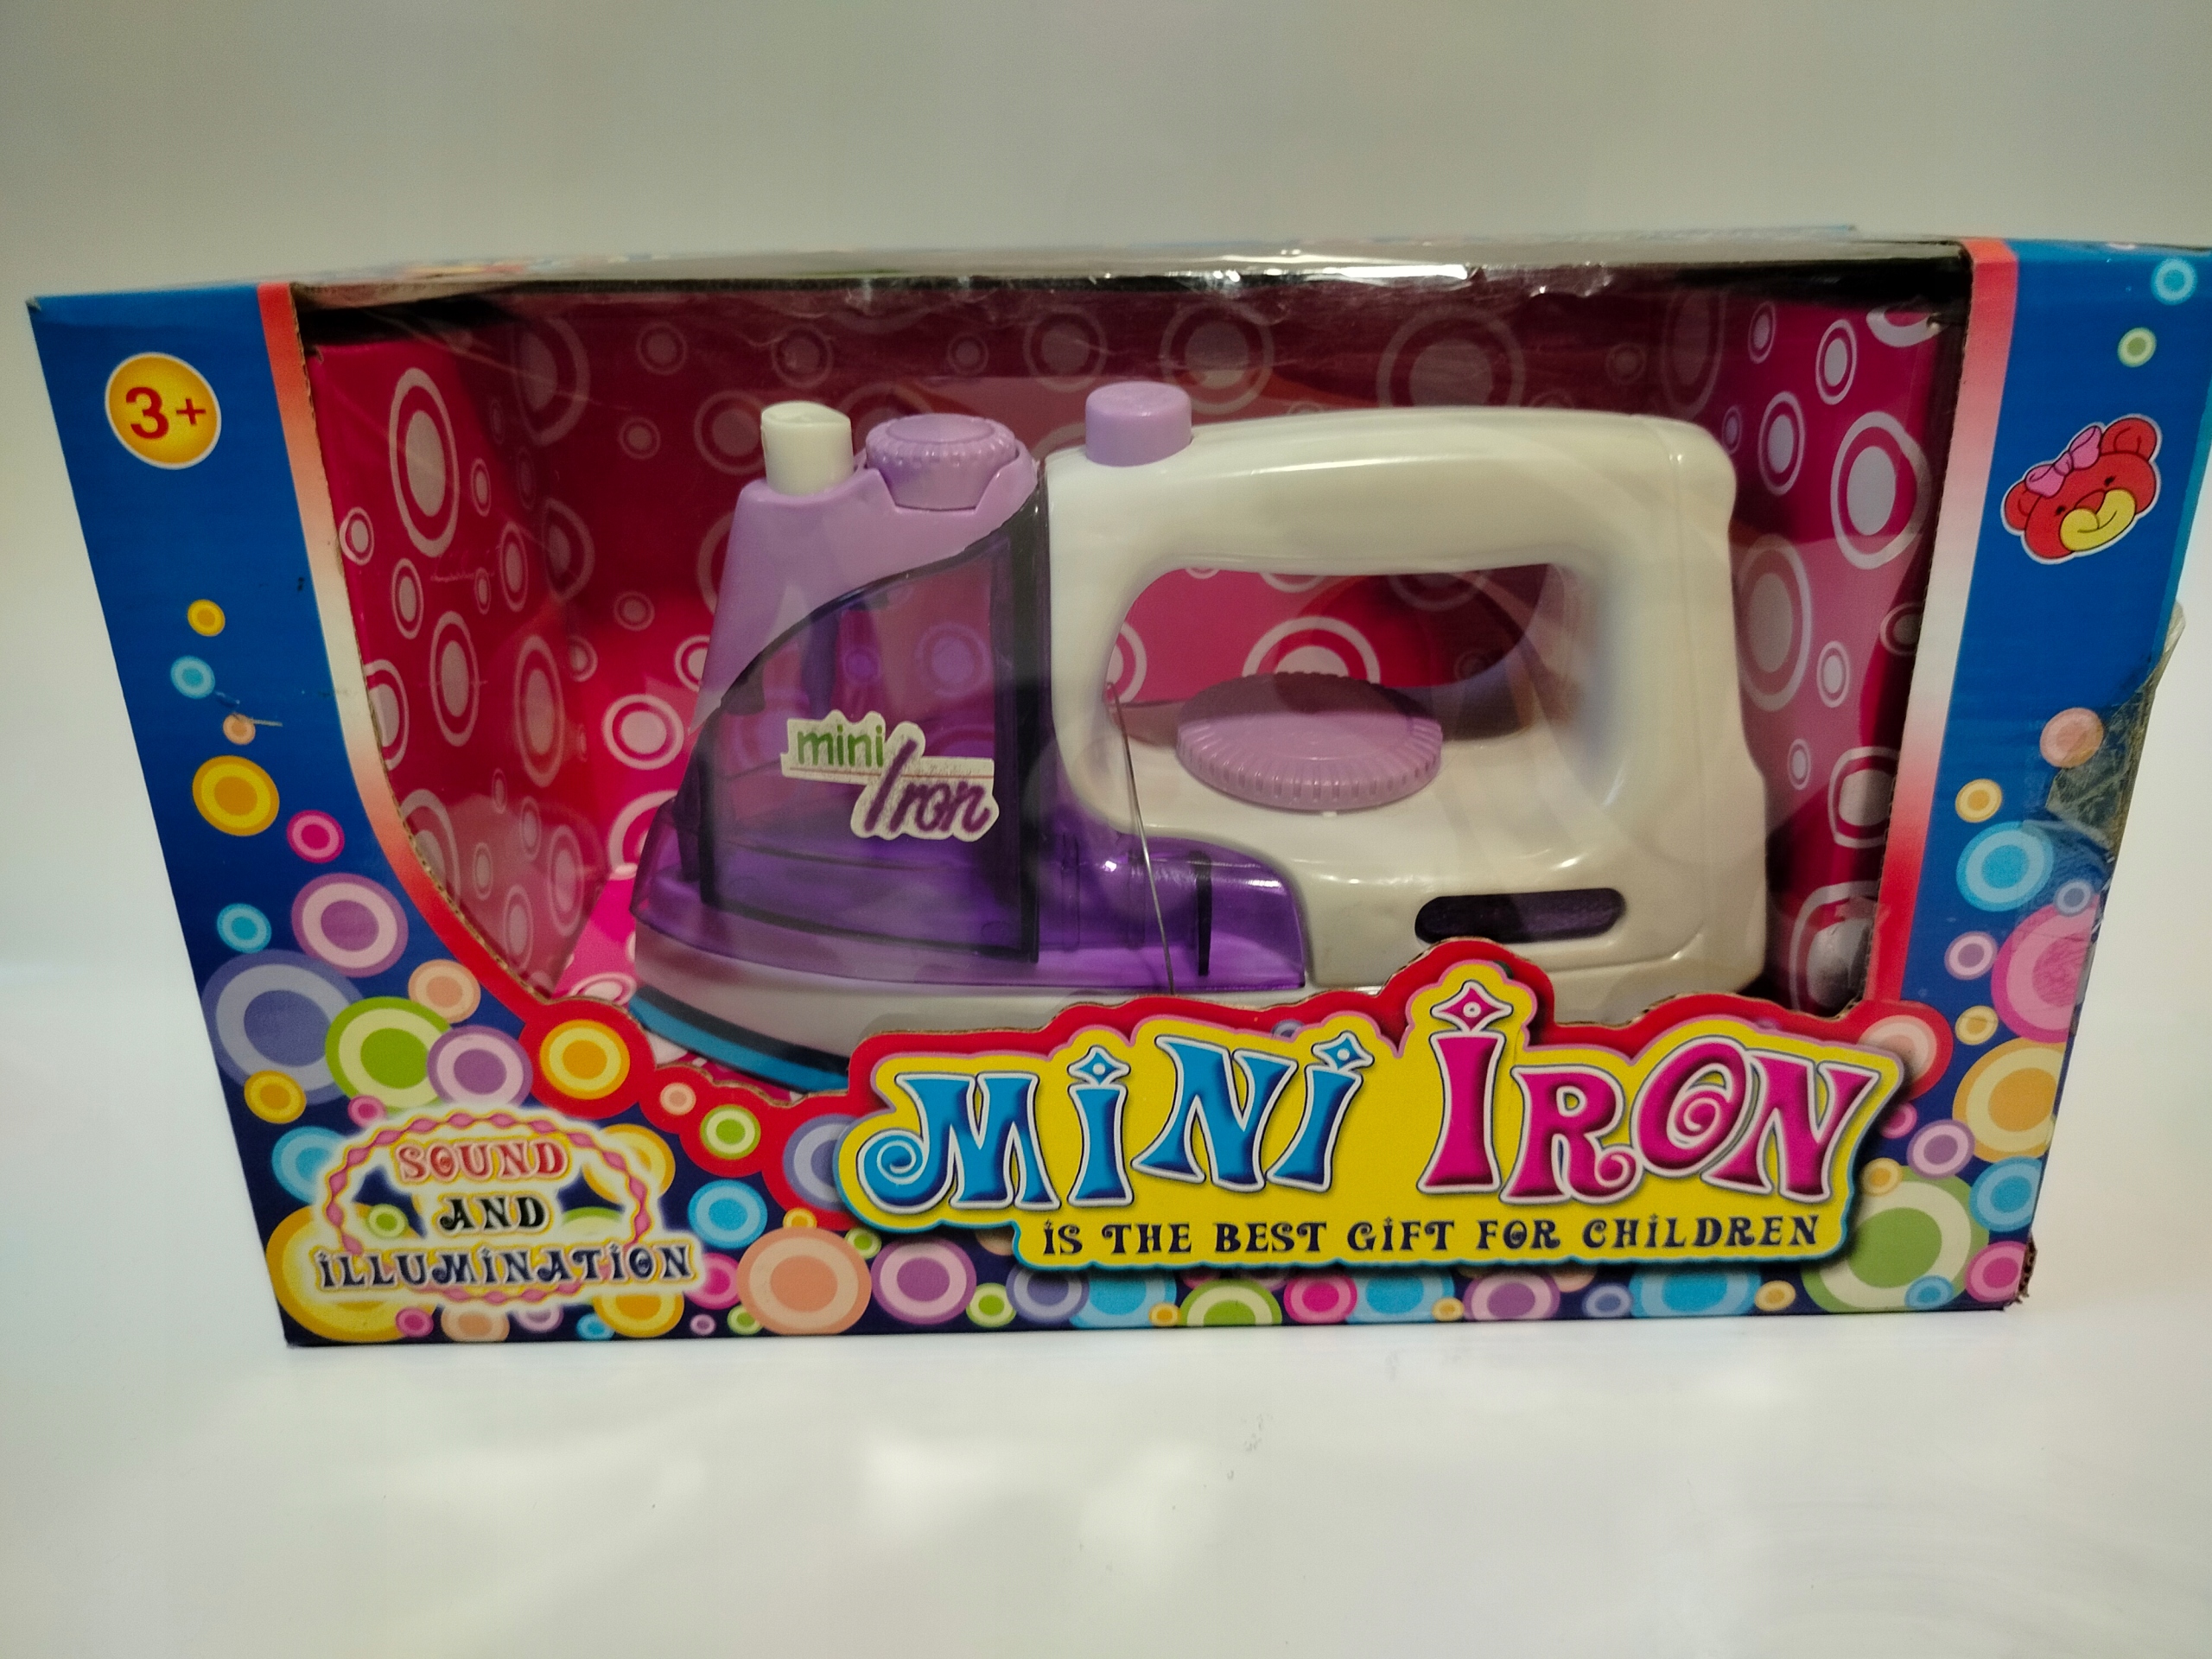 3+
mini
Iron
MiNi IRON
iS THE BEST GiFT FOR CHiLDREN
SOUND
AND
iLLUMiNATiON